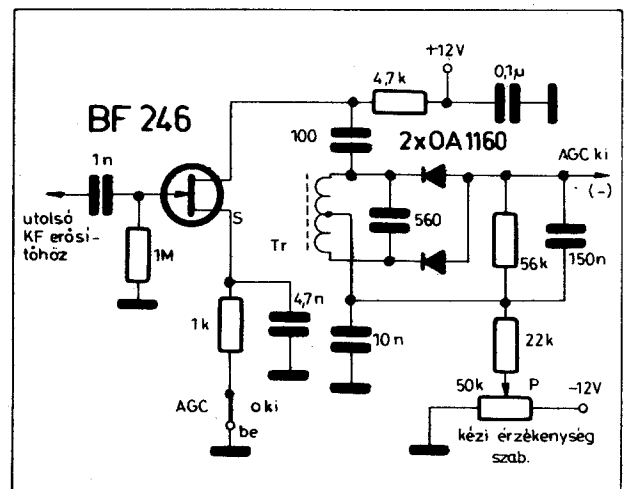 +12V
4,7k
0,1µ
BF 246
100
2xOA1160
1n
AGC ki
(-)
utolsó
KF erősí-
tőhöz
S
1M
Tr
560
56k
150n
1k
4,7n
10n
22k
50k
P
-12V
AGC
ki
be
kézi érzékenység
szab.